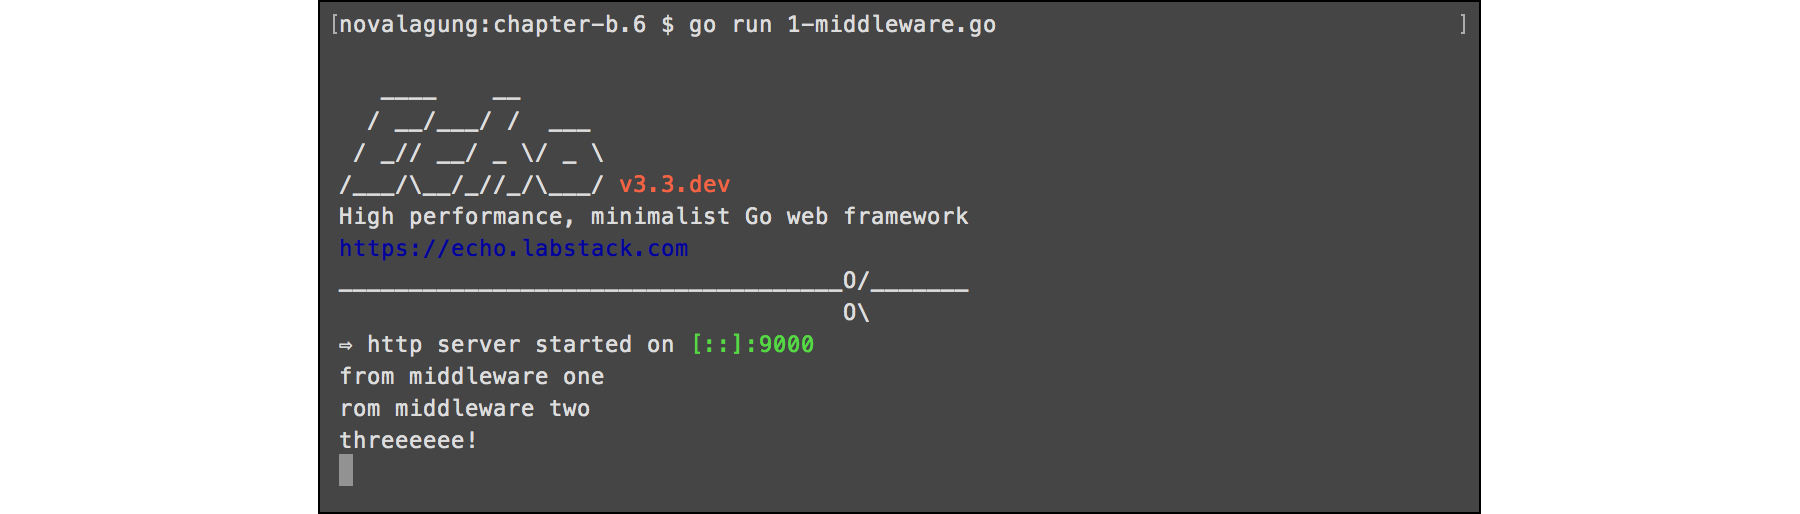 [novalagung:chapter-b.6 $ go run 1-middleware.go ]
   ____    __
  / __/___/ /  ___
 / _// __/ _ \/ _ \
/___/\__/_//_/\___/ v3.3.dev
High performance, minimalist Go web framework
https://echo.labstack.com
____________________________________O/_______
                                    O\
⇨ http server started on [::]:9000
from middleware one
rom middleware two
threeeeee!